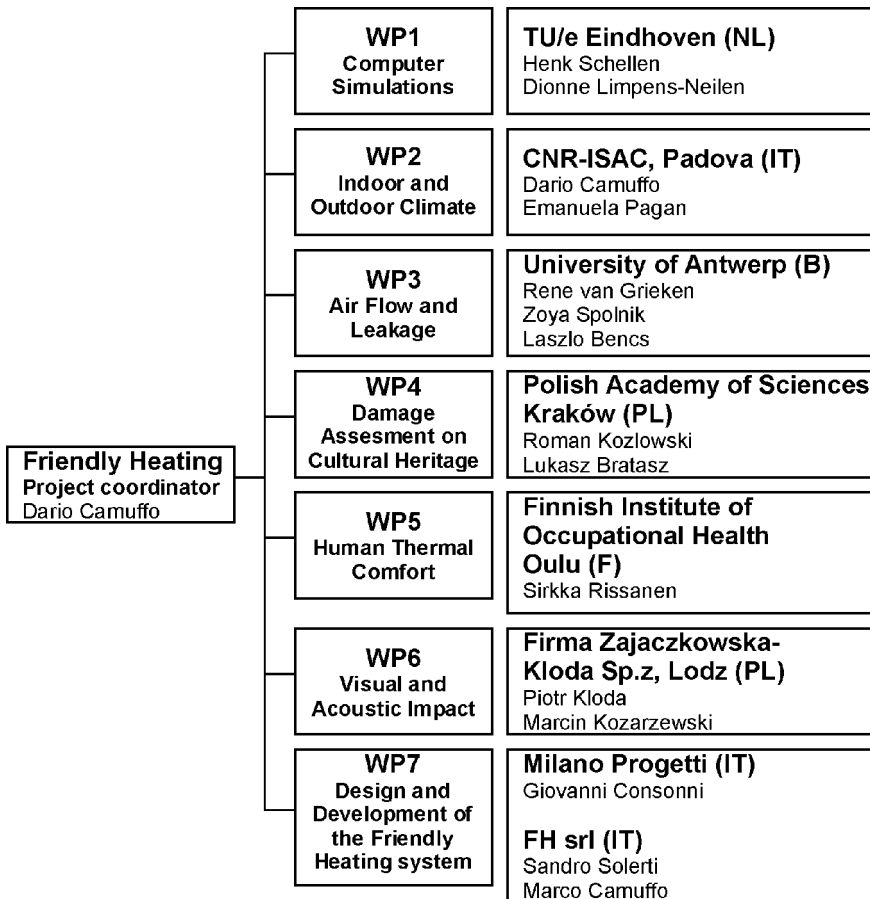 WP1
Computer
Simulations
TU/e Eindhoven (NL)
Henk Schellen
Dionne Limpens-Neilen
WP2
Indoor and
Outdoor Climate
CNR-ISAC, Padova (IT)
Dario Camuffo
Emanuela Pagan
WP3
Air Flow and
Leakage
University of Antwerp (B)
Rene van Grieken
Zoya Spolnik
Laszlo Bencs
WP4
Damage
Assesment on
Cultural Heritage
Polish Academy of Sciences
Kraków (PL)
Roman Kozlowski
Lukasz Bratasz
Friendly Heating
Project coordinator
Dario Camuffo
WP5
Human Thermal
Comfort
Finnish Institute of
Occupational Health
Oulu (F)
Sirkka Rissanen
WP6
Visual and
Acoustic Impact
Firma Zajaczkowska-
Kloda Sp.z, Lodz (PL)
Piotr Kloda
Marcin Kozarzewski
WP7
Design and
Development of
the Friendly
Heating system
Milano Progetti (IT)
Giovanni Consonni
FH srl (IT)
Sandro Solerti
Marco Camuffo